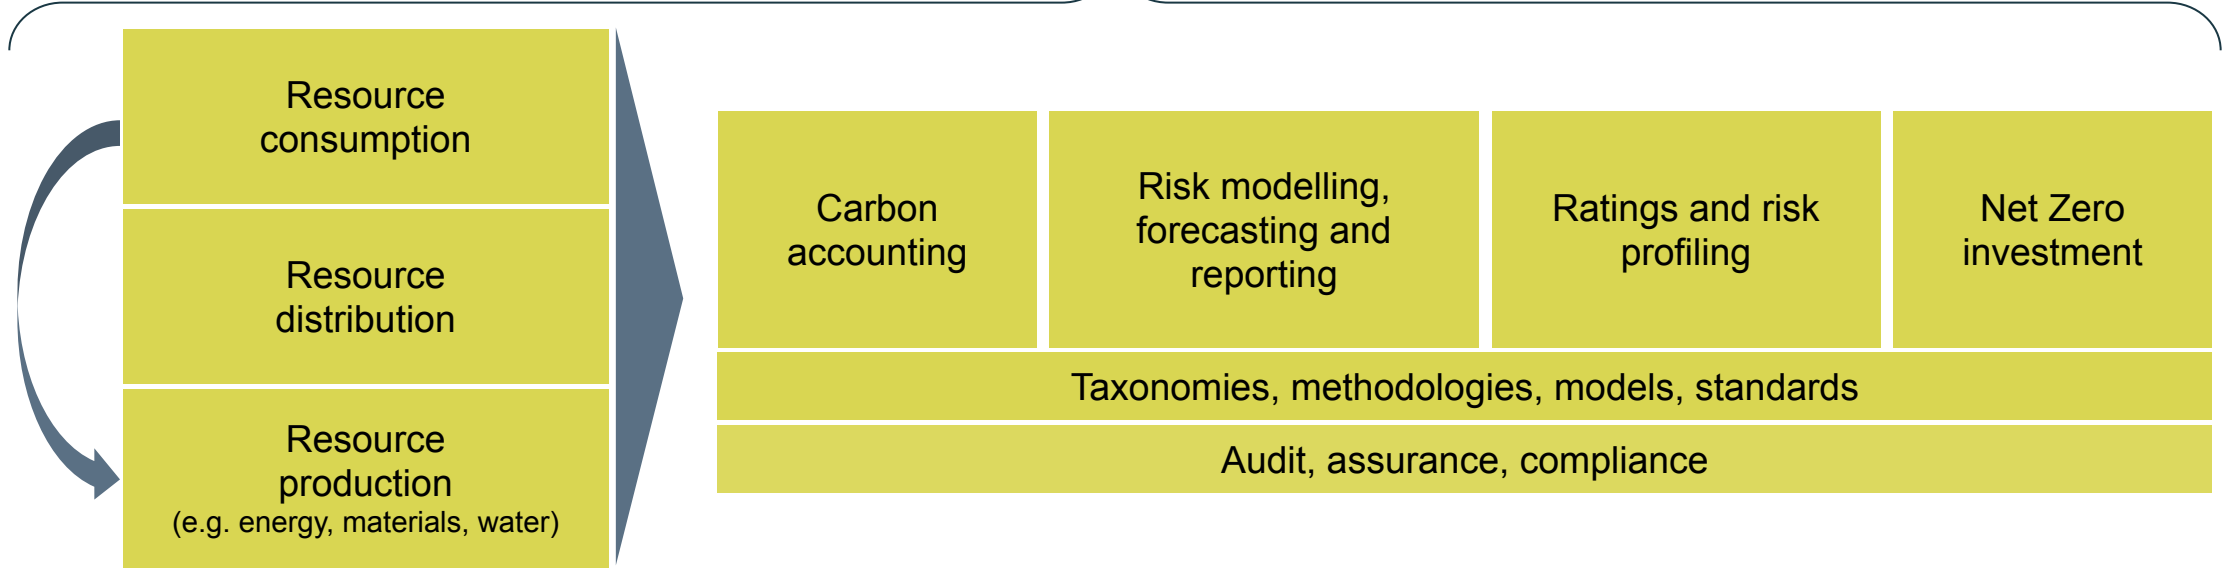 Resource
consumption
Resource
distribution
Resource
production
(e.g. energy, materials, water)
Carbon
accounting
Risk modelling,
forecasting and
reporting
Ratings and risk
profiling
Net Zero
investment
Taxonomies, methodologies, models, standards
Audit, assurance, compliance